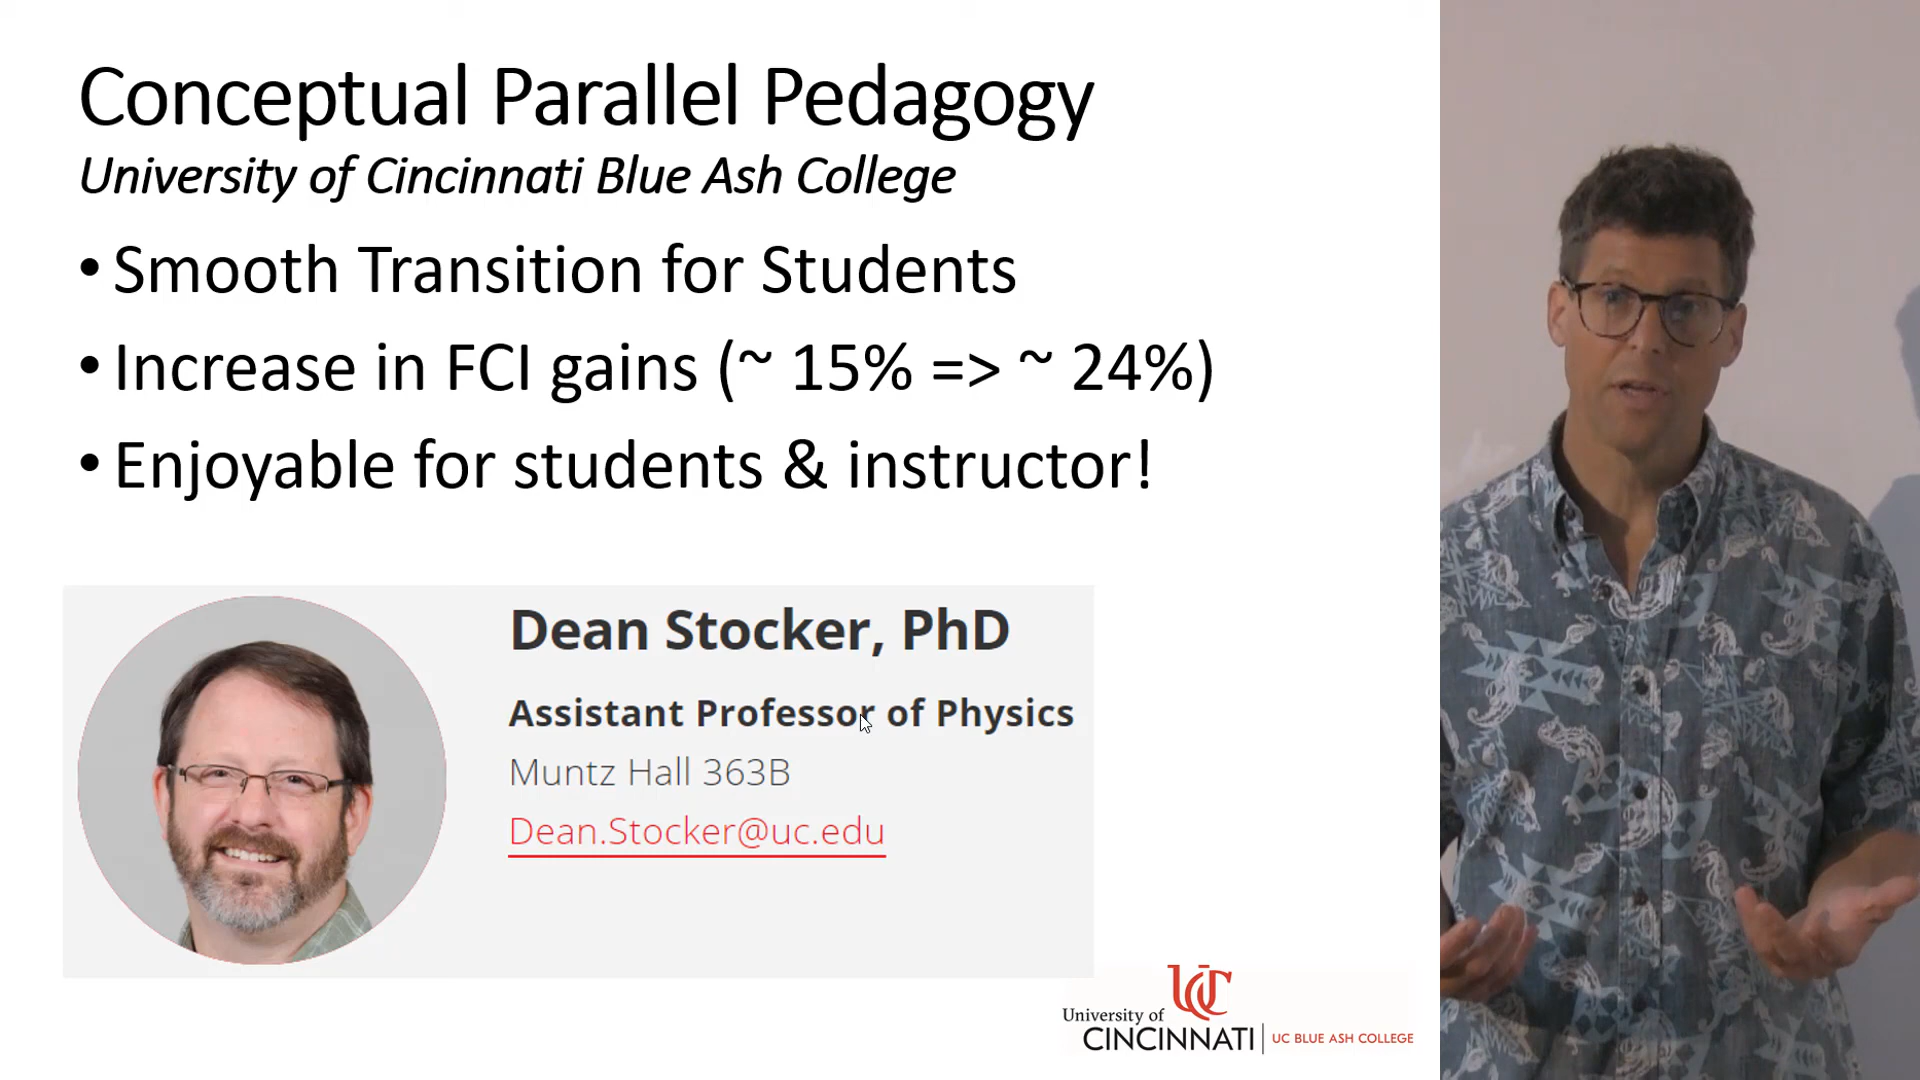 Conceptual Parallel Pedagogy
University of Cincinnati Blue Ash College
• Smooth Transition for Students
• Increase in FCI gains (~ 15% => ~ 24%)
• Enjoyable for students & instructor!
Dean Stocker, PhD
Assistant Professor of Physics
Muntz Hall 363B
Dean.Stocker@uc.edu
UC
University of
CINCINNATI | UC BLUE ASH COLLEGE